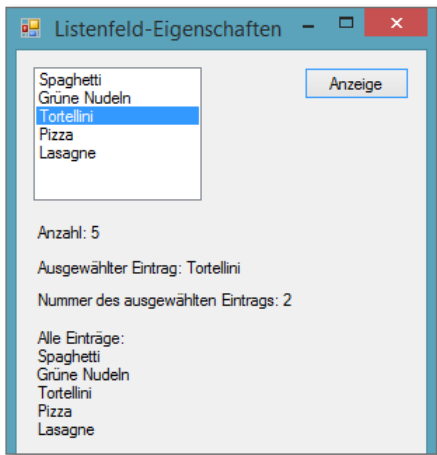 Listenfeld-Eigenschaften
Spaghetti
Grüne Nudeln
Tortellini
Pizza
Lasagne
Anzeige
Anzahl: 5
Ausgewählter Eintrag: Tortellini
Nummer des ausgewählten Eintrags: 2
Alle Einträge:
Spaghetti
Grüne Nudeln
Tortellini
Pizza
Lasagne